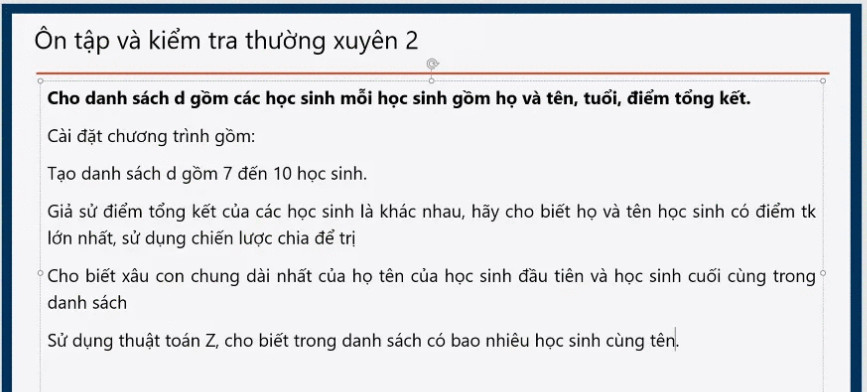 Ôn tập và kiểm tra thường xuyên 2
Cho danh sách d gồm các học sinh mỗi học sinh gồm họ và tên, tuổi, điểm tổng kết.
Cài đặt chương trình gồm:
Tạo danh sách d gồm 7 đến 10 học sinh.
Giả sử điểm tổng kết của các học sinh là khác nhau, hãy cho biết họ và tên học sinh có điểm tk
lớn nhất, sử dụng chiến lược chia để trị
Cho biết xâu con chung dài nhất của họ tên của học sinh đầu tiên và học sinh cuối cùng trong
danh sách
Sử dụng thuật toán Z, cho biết trong danh sách có bao nhiêu học sinh cùng tên.